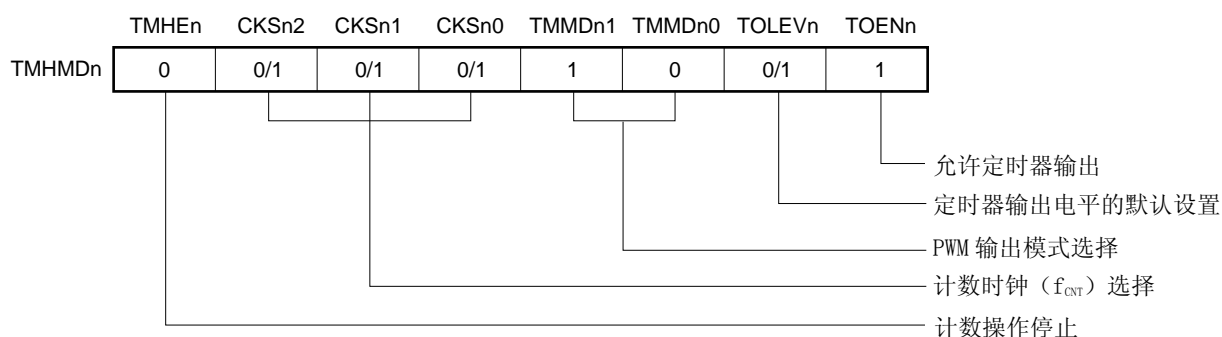 TMHEn CKSn2 CKSn1 CKSn0 TMMDn1 TMMDn0 TOLEVn TOENn
TMHMDn 0 0/1 0/1 0/1 1 0 0/1 1
允许定时器输出
定时器输出电平的默认设置
PWM 输出模式选择
计数时钟（fCNT）选择
计数操作停止